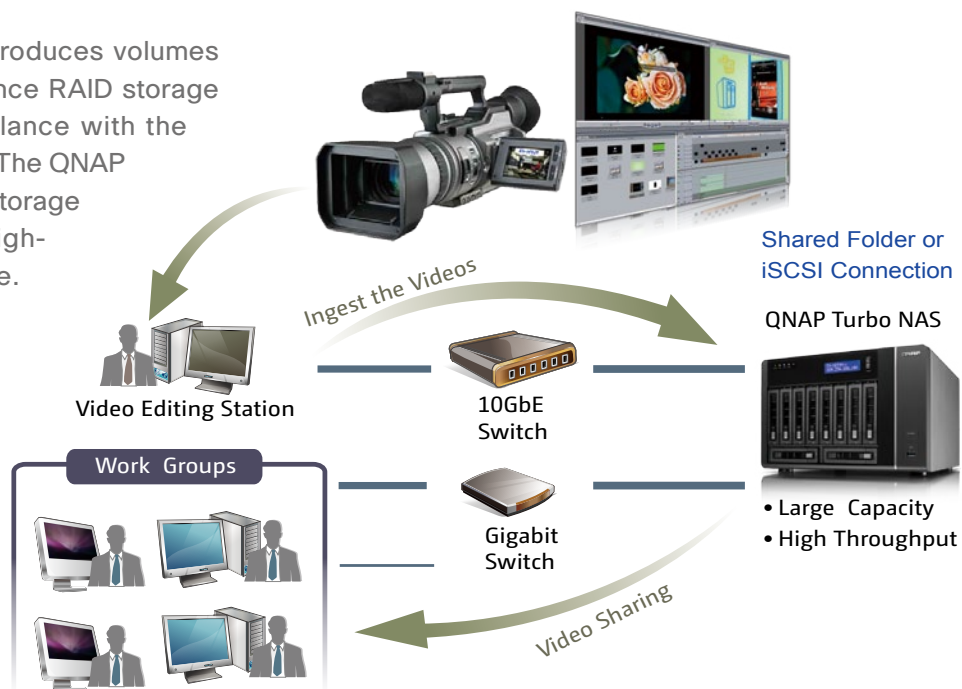 roduces volumes
nce RAID storage
lance with the
The QNAP
torage
igh-
e.
Shared Folder or
iSCSI Connection
Ingest the Videos
QNAP Turbo NAS
Video Editing Station
10GbE
Switch
Work Groups
Gigabit
Switch
• Large Capacity
• High Throughput
Video Sharing